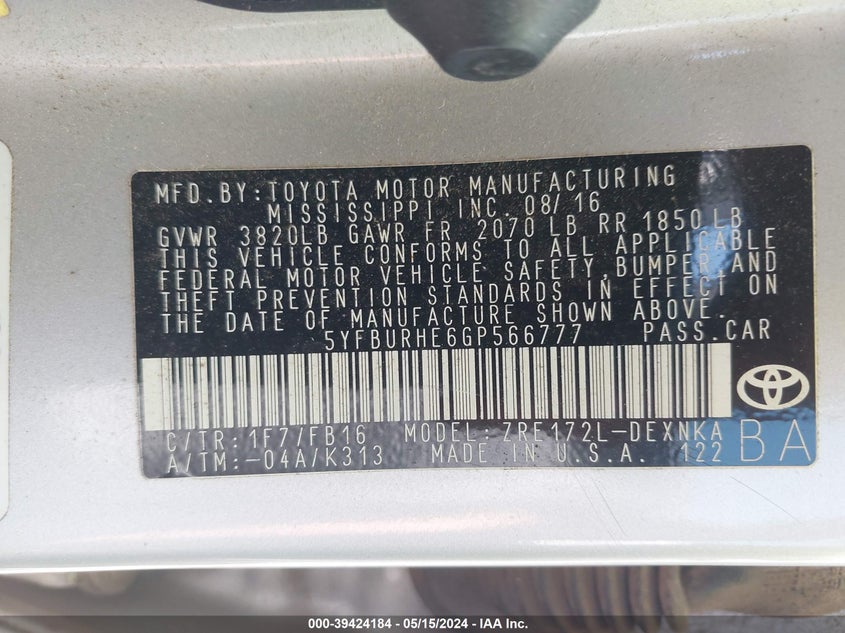 MFD.BY:TOYOTA MOTOR MANUFACTURING
MISSISSIPPI, INC. 08/16
GVWR 3820LB GAWR FR 2070 LB RR 1850LB
THIS VEHICLE CONFORMS TO ALL APPLICABLE
FEDERAL MOTOR VEHICLE SAFETY,BUMPER,AND
THEFT PREVENTION STANDARDS IN EFFECT ON
THE DATE OF MANUFACTURE SHOWN ABOVE.
5YFBURHE6GP566777 PASS.CAR
C/TR:1F7/FB16 MODEL:ZRE172L-DEXNKA
A/TM:-04A/K313 MADE IN U.S.A. 122
BA
000-39424184 - 05/15/2024 - IAA Inc.